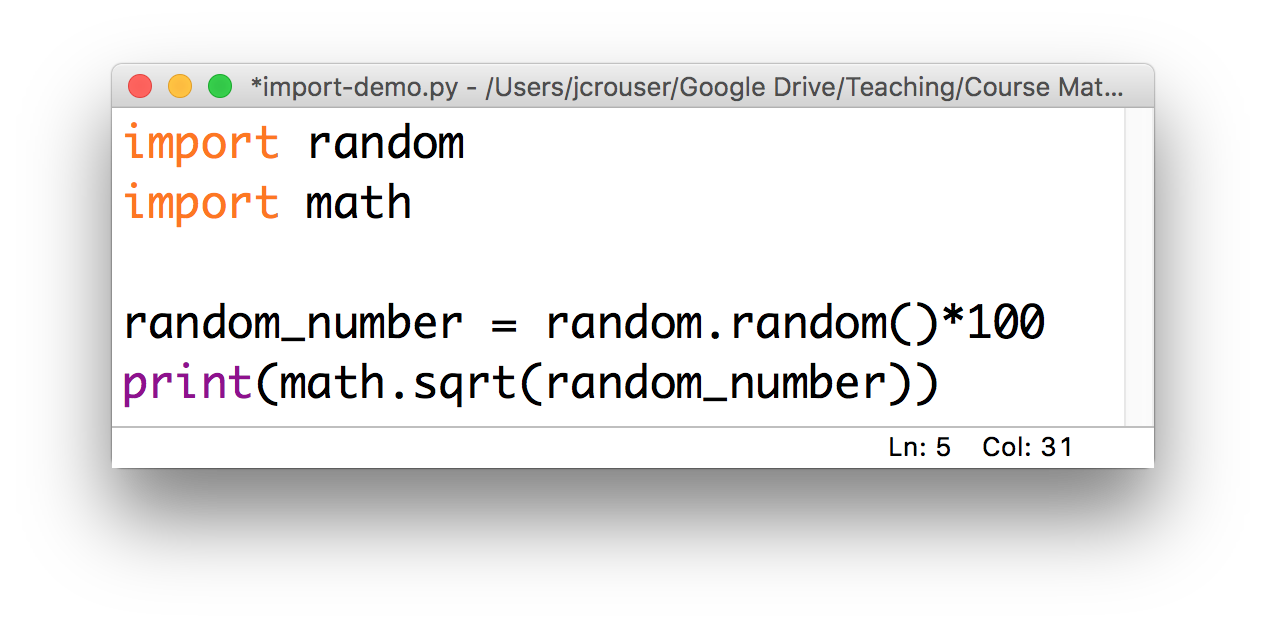 *import-demo.py - /Users/jcrouser/Google Drive/Teaching/Course Mat...
import random
import math
random_number = random.random()*100
print(math.sqrt(random_number))
Ln: 5 Col: 31